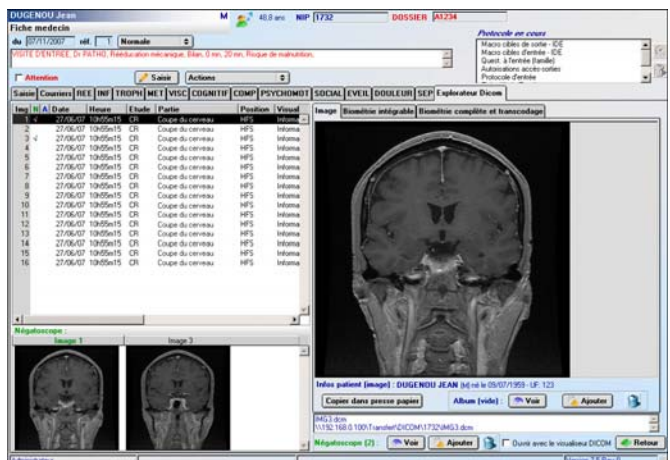 DUGENOU Jean M 48,8 ans NIP 1732 DOSSIER A1234
Fiche medecin
Protocole en cours
du 07/11/2007 réf. 1 Normale
VISITE D'ENTREE, Dr PATHO, Rééducation mécanique, Bilan, 0 mn, 20 mn, Risque de malnutrition,
Macro cibles de sortie - IDE
Macro cibles d'entrée - IDE
Quest. à l'entrée (famille)
Autorisations accès-sorties
Protocole d'entrée
Attention Saisir Actions
Saisie Courriers REE INF TROPH MET VISC COGNITIF COMP PSYCHOMOT SOCIAL EVEIL DOULEUR SEP Explorateur Dicom
Img N A Date Heure Etude Partie Position Visual
1 √ 27/06/07 10h55m15 CR Coupe du cerveau HFS Informa
2 27/06/07 10h55m15 CR Coupe du cerveau HFS Informa
3 √ 27/06/07 10h55m15 CR Coupe du cerveau HFS Informa
4 27/06/07 10h55m15 CR Coupe du cerveau HFS Informa
5 27/06/07 10h55m15 CR Coupe du cerveau HFS Informa
6 27/06/07 10h55m15 CR Coupe du cerveau HFS Informa
7 27/06/07 10h55m15 CR Coupe du cerveau HFS Informa
8 27/06/07 10h55m15 CR Coupe du cerveau HFS Informa
9 27/06/07 10h55m15 CR Coupe du cerveau HFS Informa
10 27/06/07 10h55m15 CR Coupe du cerveau HFS Informa
11 27/06/07 10h55m15 CR Coupe du cerveau HFS Informa
12 27/06/07 10h55m15 CR Coupe du cerveau HFS Informa
13 27/06/07 10h55m15 CR Coupe du cerveau HFS Informa
14 27/06/07 10h55m15 CR Coupe du cerveau HFS Informa
15 27/06/07 10h55m15 CR Coupe du cerveau HFS Informa
16 27/06/07 10h55m15 CR Coupe du cerveau HFS Informa
Image Biométrie intégrable Biométrie complète et transcodage
Négatoscope :
Image 1 Image 3
Infos patient (image) : DUGENOU JEAN (M) né le 09/07/1959 - UF: 123
Copier dans presse papier Album (vide) : Voir Ajouter
IMG3.dcm
\\192.168.0.100\Transfert\DICOM\1732\IMG3.dcm
Négatoscope (2) : Voir Ajouter Ouvrir avec le visualiseur DICOM Retour